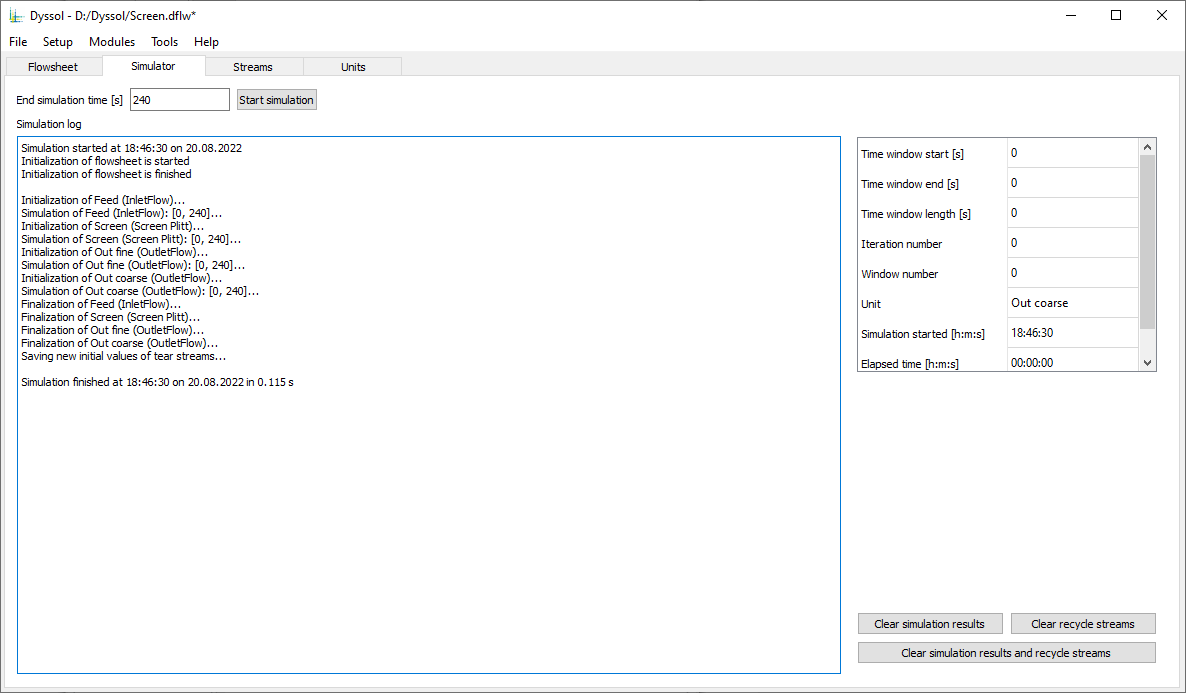 Dyssol - D:/Dyssol/Screen.dflw*
File Setup Modules Tools Help
Flowsheet Simulator Streams Units
End simulation time [s] 240 Start simulation
Simulation log
Simulation started at 18:46:30 on 20.08.2022
Initialization of flowsheet is started
Initialization of flowsheet is finished
Initialization of Feed (InletFlow)...
Simulation of Feed (InletFlow): [0, 240]...
Initialization of Screen (Screen Plitt)...
Simulation of Screen (Screen Plitt): [0, 240]...
Initialization of Out fine (OutletFlow)...
Simulation of Out fine (OutletFlow): [0, 240]...
Initialization of Out coarse (OutletFlow)...
Simulation of Out coarse (OutletFlow): [0, 240]...
Finalization of Feed (InletFlow)...
Finalization of Screen (Screen Plitt)...
Finalization of Out fine (OutletFlow)...
Finalization of Out coarse (OutletFlow)...
Saving new initial values of tear streams...
Simulation finished at 18:46:30 on 20.08.2022 in 0.115 s
Time window start [s] 0
Time window end [s] 0
Time window length [s] 0
Iteration number 0
Window number 0
Unit Out coarse
Simulation started [h:m:s] 18:46:30
Elapsed time [h:m:s] 00:00:00
Clear simulation results Clear recycle streams
Clear simulation results and recycle streams